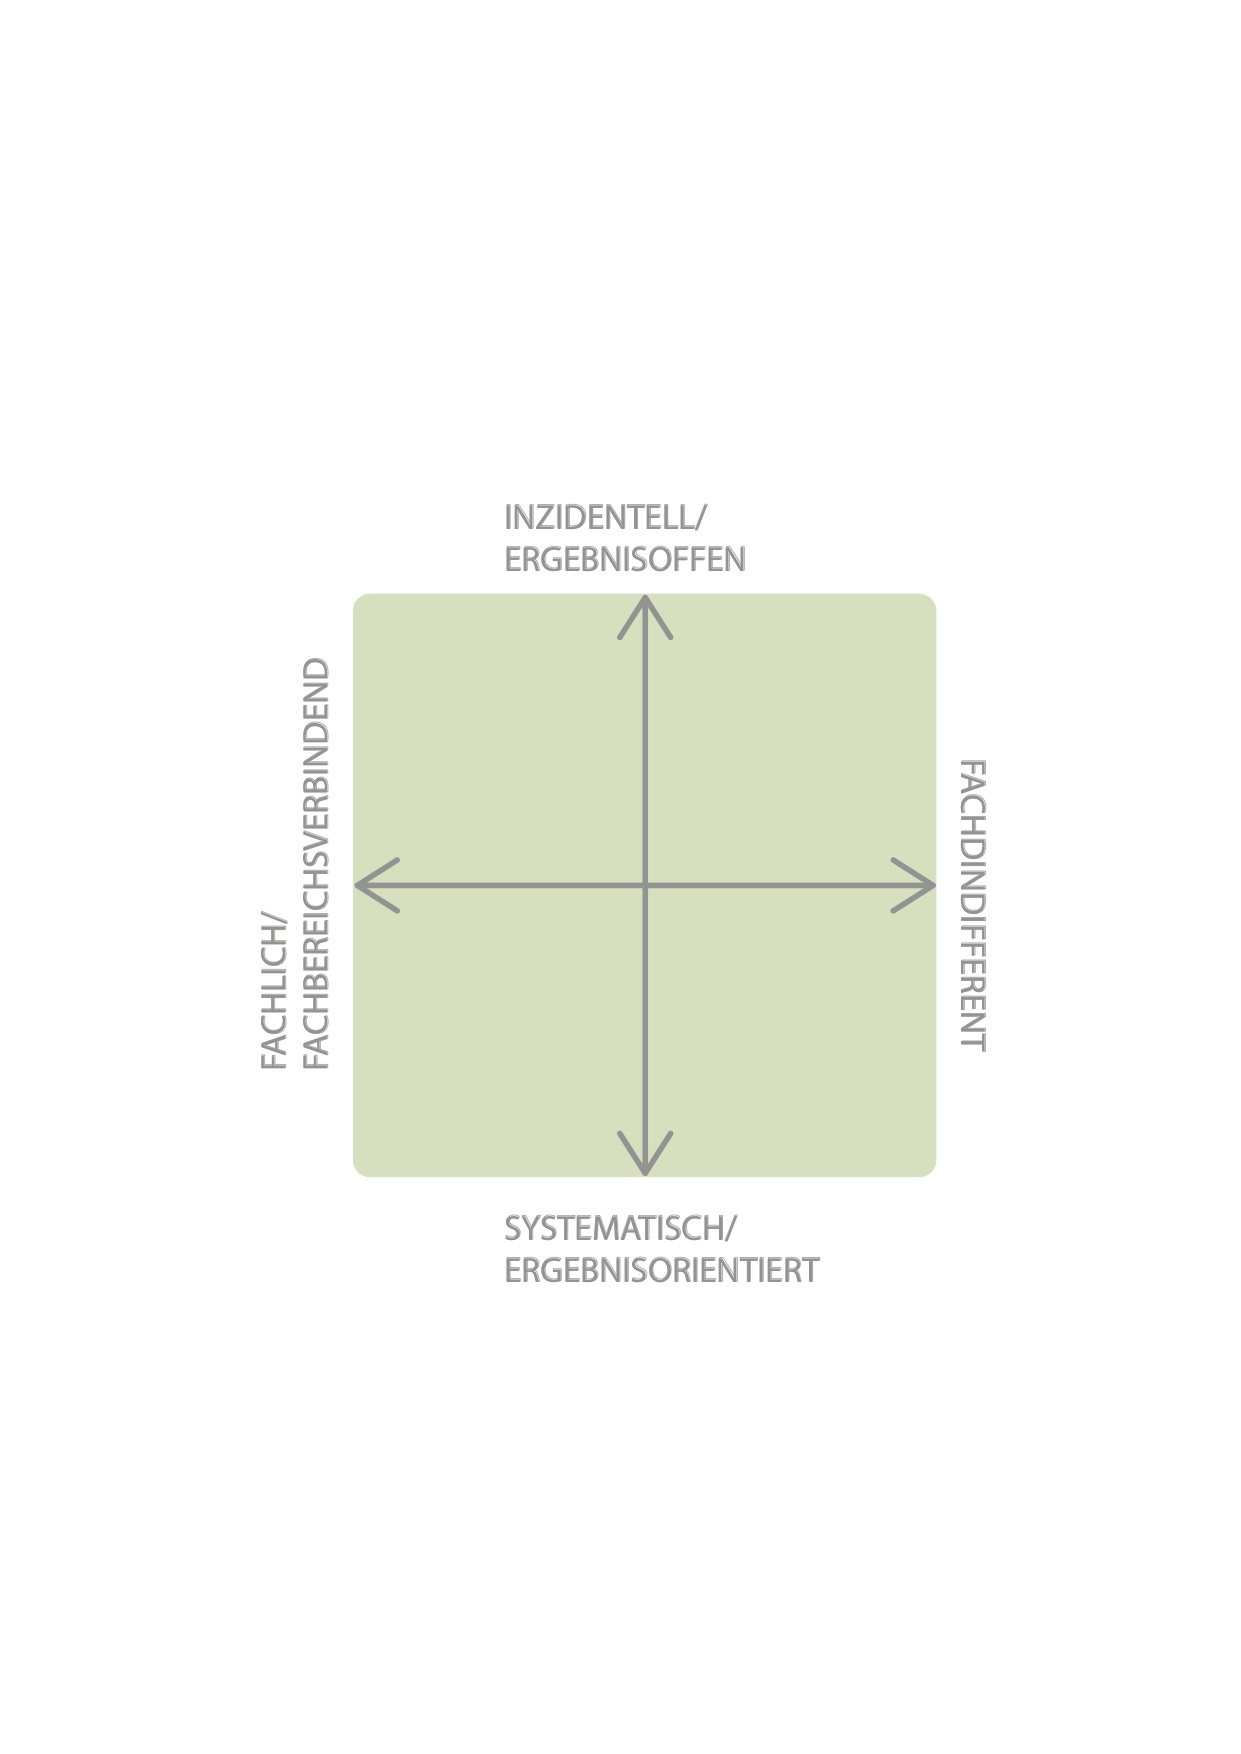 INZIDENTELL/
ERGEBNISOFFEN
FACHLICH/
FACHBEREICHSVERBINDEND
FACHDINDIFFERENT
SYSTEMATISCH/
ERGEBNISORIENTIERT